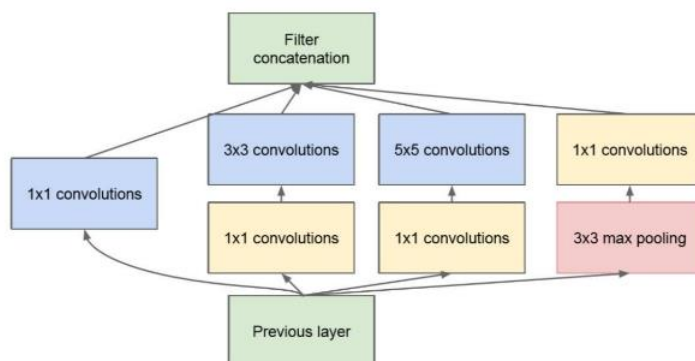 Filter
concatenation
3x3 convolutions
5x5 convolutions
1x1 convolutions
1x1 convolutions
1x1 convolutions
1x1 convolutions
3x3 max pooling
Previous layer